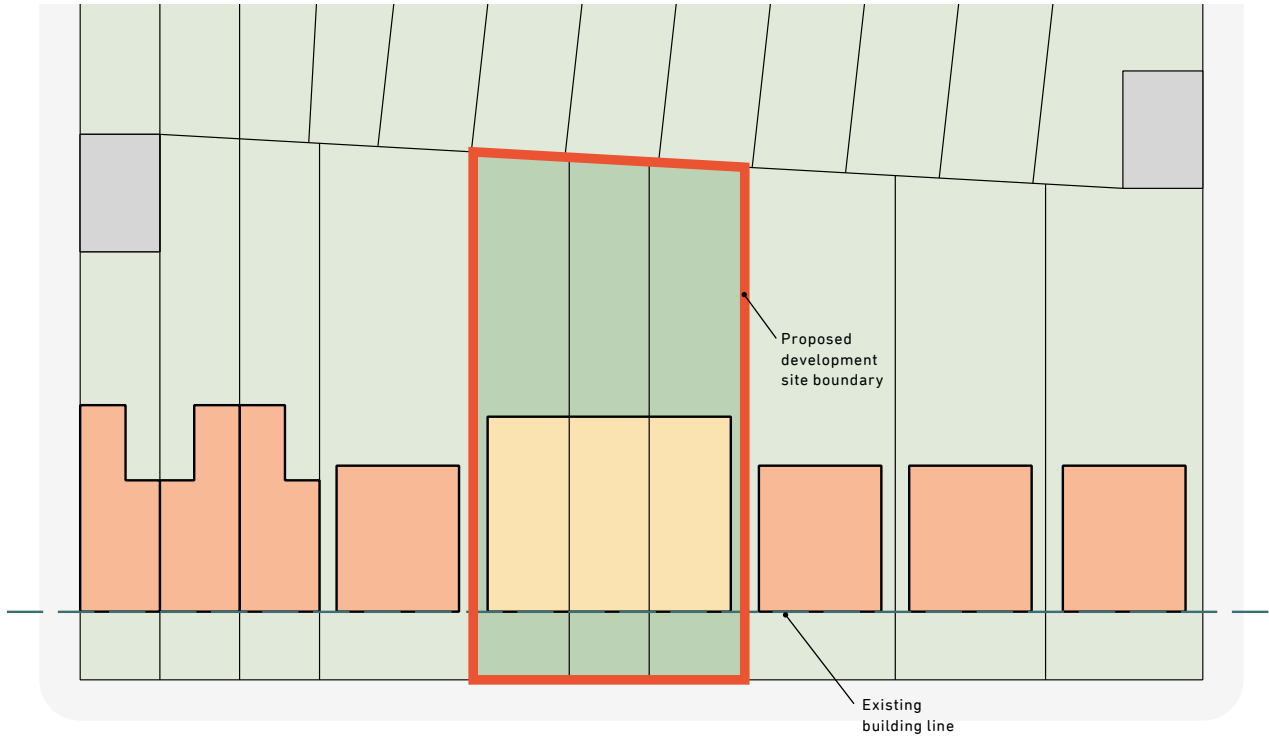 Proposed
development
site boundary
Existing
building line